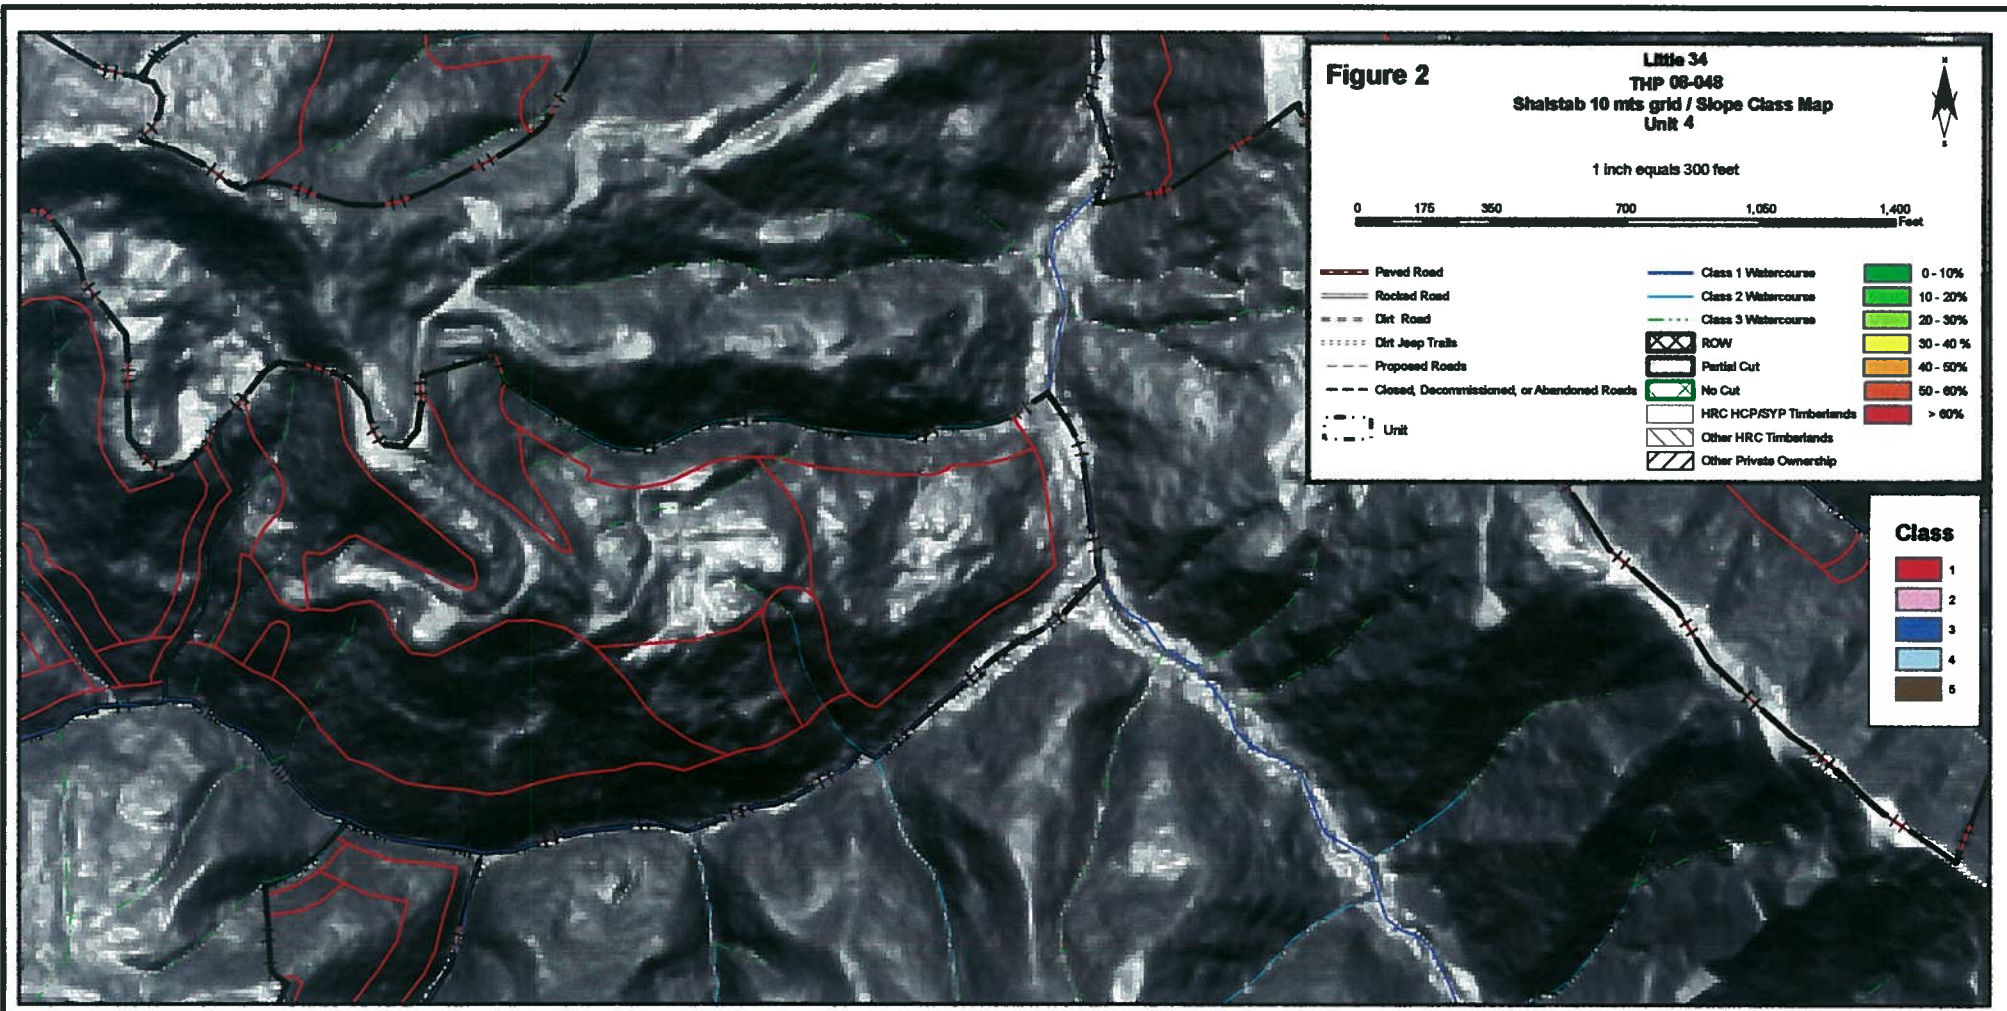 Figure 2
Little 34
THP 08-048
Shalstab 10 mts grid / Slope Class Map
Unit 4
N
S
1 inch equals 300 feet
0 175 350 700 1,050 1,400
Feet
Paved Road
Rocked Road
Dirt Road
Dirt Jeep Trails
Proposed Roads
Closed, Decommissioned, or Abandoned Roads
Unit
Class 1 Watercourse
Class 2 Watercourse
Class 3 Watercourse
ROW
Partial Cut
No Cut
HRC HCP/SYP Timberlands
Other HRC Timberlands
Other Private Ownership
0 - 10%
10 - 20%
20 - 30%
30 - 40 %
40 - 50%
50 - 60%
> 60%
Class
1
2
3
4
5